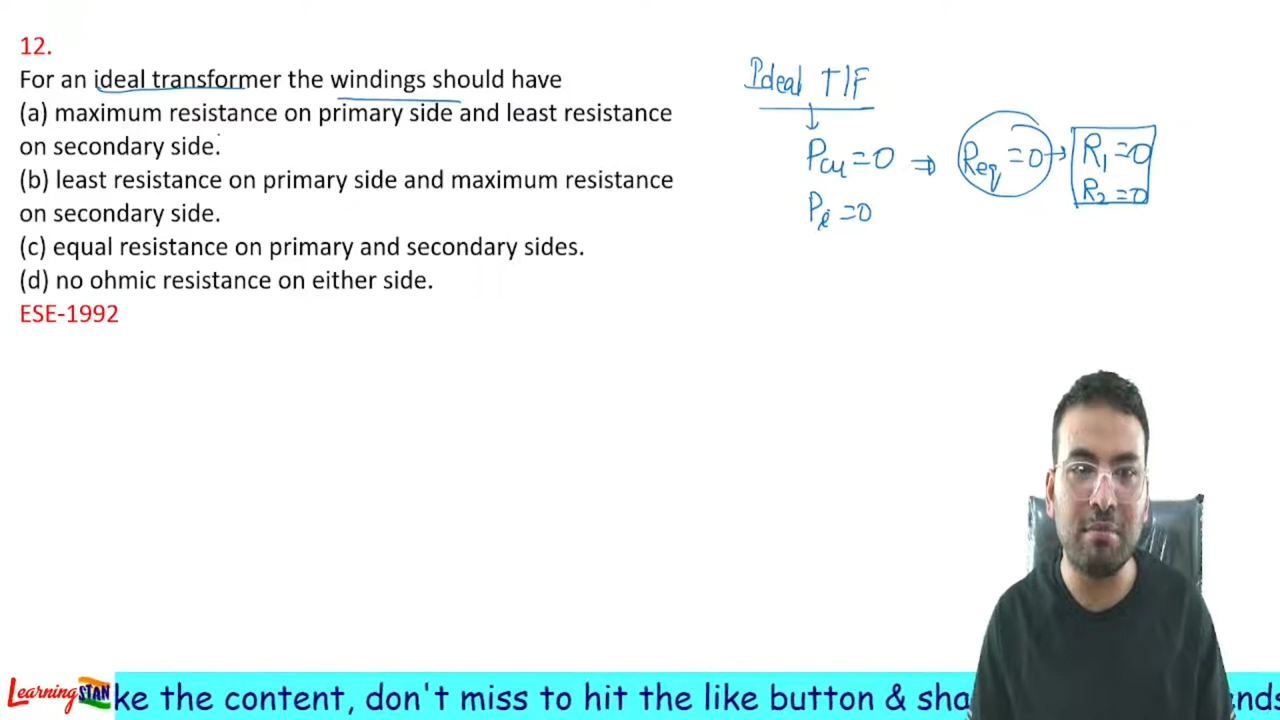 12.
For an ideal transformer the windings should have
(a) maximum resistance on primary side and least resistance
on secondary side.
(b) least resistance on primary side and maximum resistance
on secondary side.
(c) equal resistance on primary and secondary sides.
(d) no ohmic resistance on either side.
ESE-1992
Ideal T/F
Pcu=0 ⇒ Req=0 → R1=0
R2=0
Pi=0
Learning STAN
ke the content, don't miss to hit the like button & sha
ends